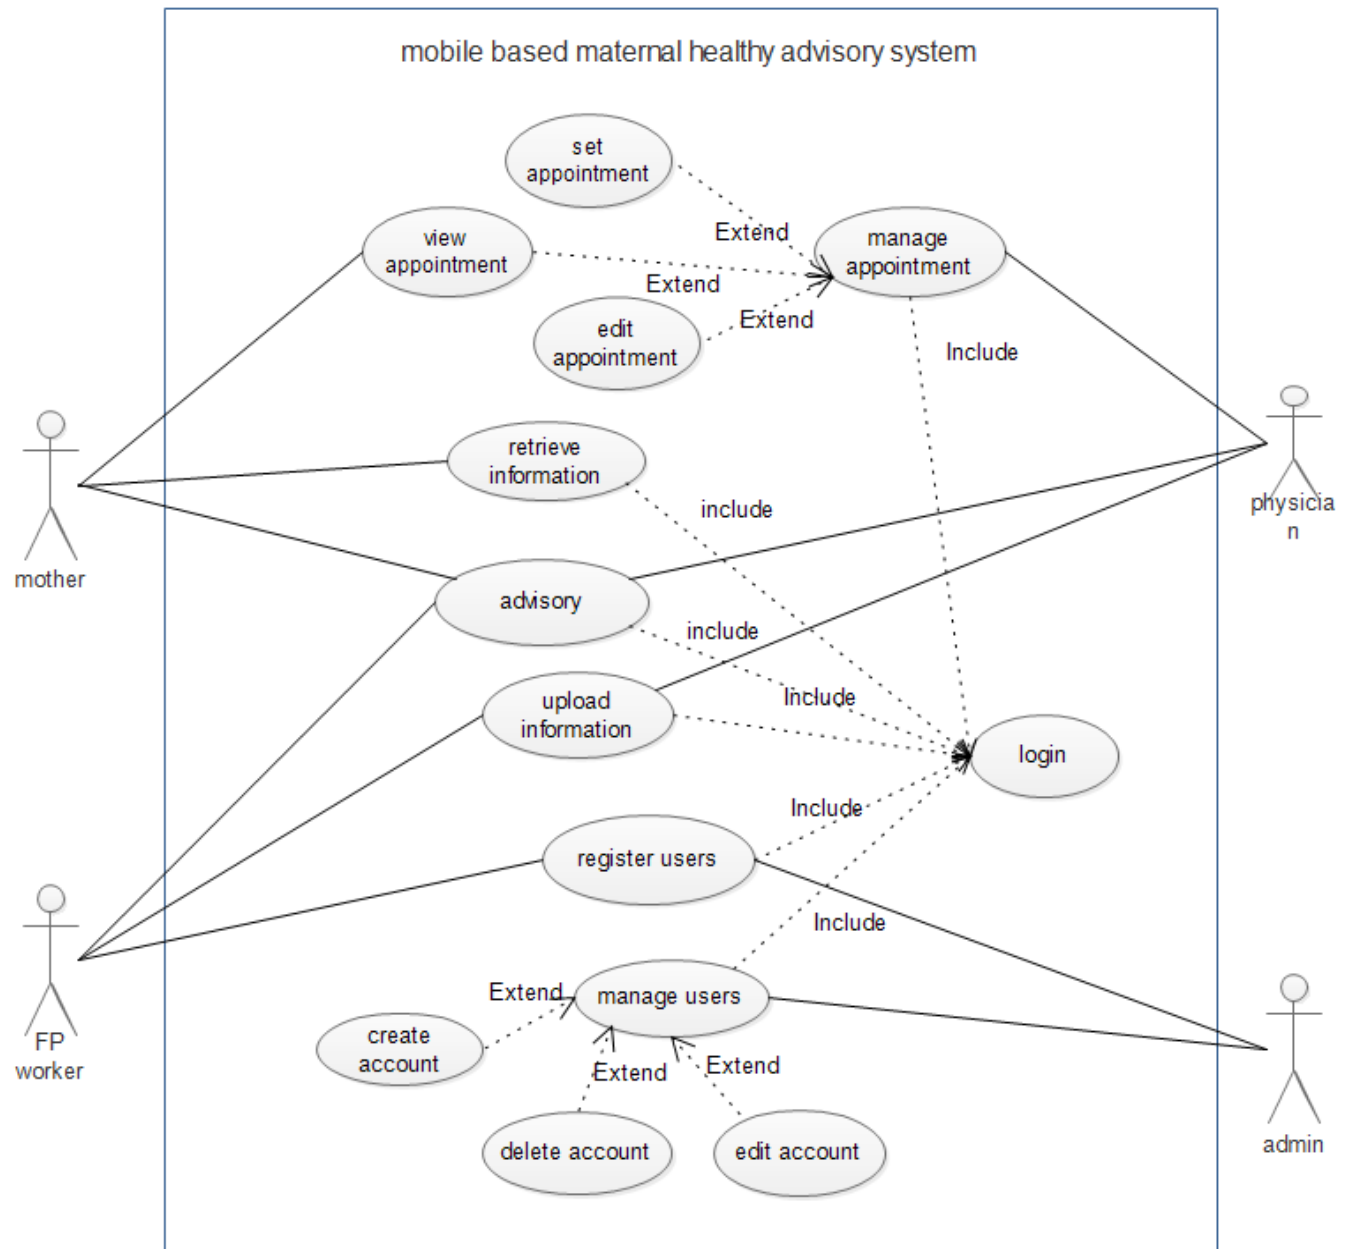 mobile based maternal healthy advisory system
set
appointment
view
appointment
Extend
manage
appointment
Extend
edit
appointment
Extend
Include
retrieve
information
include
physicia
n
mother
advisory
include
upload
information
Include
login
Include
register users
Include
Extend
manage users
FP
worker
create
account
Extend
Extend
delete account
edit account
admin